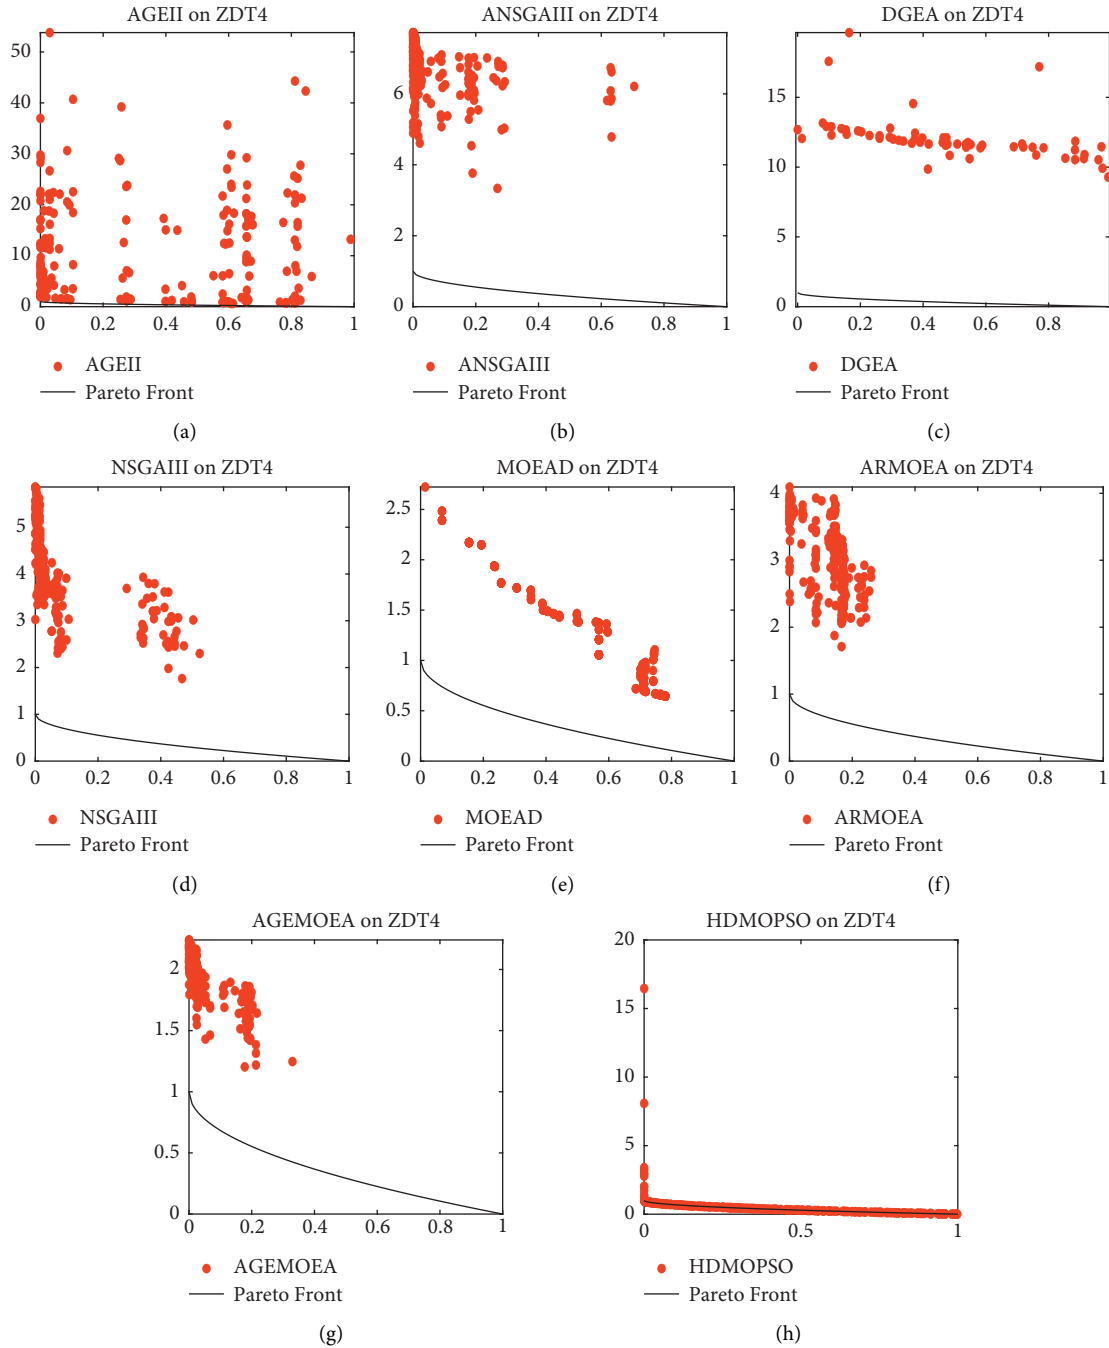 AGEII on ZDT4
50
40
30
20
10
0
0 0.2 0.4 0.6 0.8 1
AGEII
Pareto Front
(a)
ANSGAIII on ZDT4
6
4
2
0
0 0.2 0.4 0.6 0.8 1
ANSGAIII
Pareto Front
(b)
DGEA on ZDT4
15
10
5
0
0 0.2 0.4 0.6 0.8
DGEA
Pareto Front
(c)
NSGAIII on ZDT4
5
4
3
2
1
0
0 0.2 0.4 0.6 0.8 1
NSGAIII
Pareto Front
(d)
MOEAD on ZDT4
2.5
2
1.5
1
0.5
0
0 0.2 0.4 0.6 0.8 1
MOEAD
Pareto Front
(e)
ARMOEA on ZDT4
4
3
2
1
0
0 0.2 0.4 0.6 0.8 1
ARMOEA
Pareto Front
(f)
AGEMOEA on ZDT4
2
1.5
1
0.5
0
0 0.2 0.4 0.6 0.8 1
AGEMOEA
Pareto Front
(g)
HDMOPSO on ZDT4
20
15
10
5
0
0 0.5 1
HDMOPSO
Pareto Front
(h)